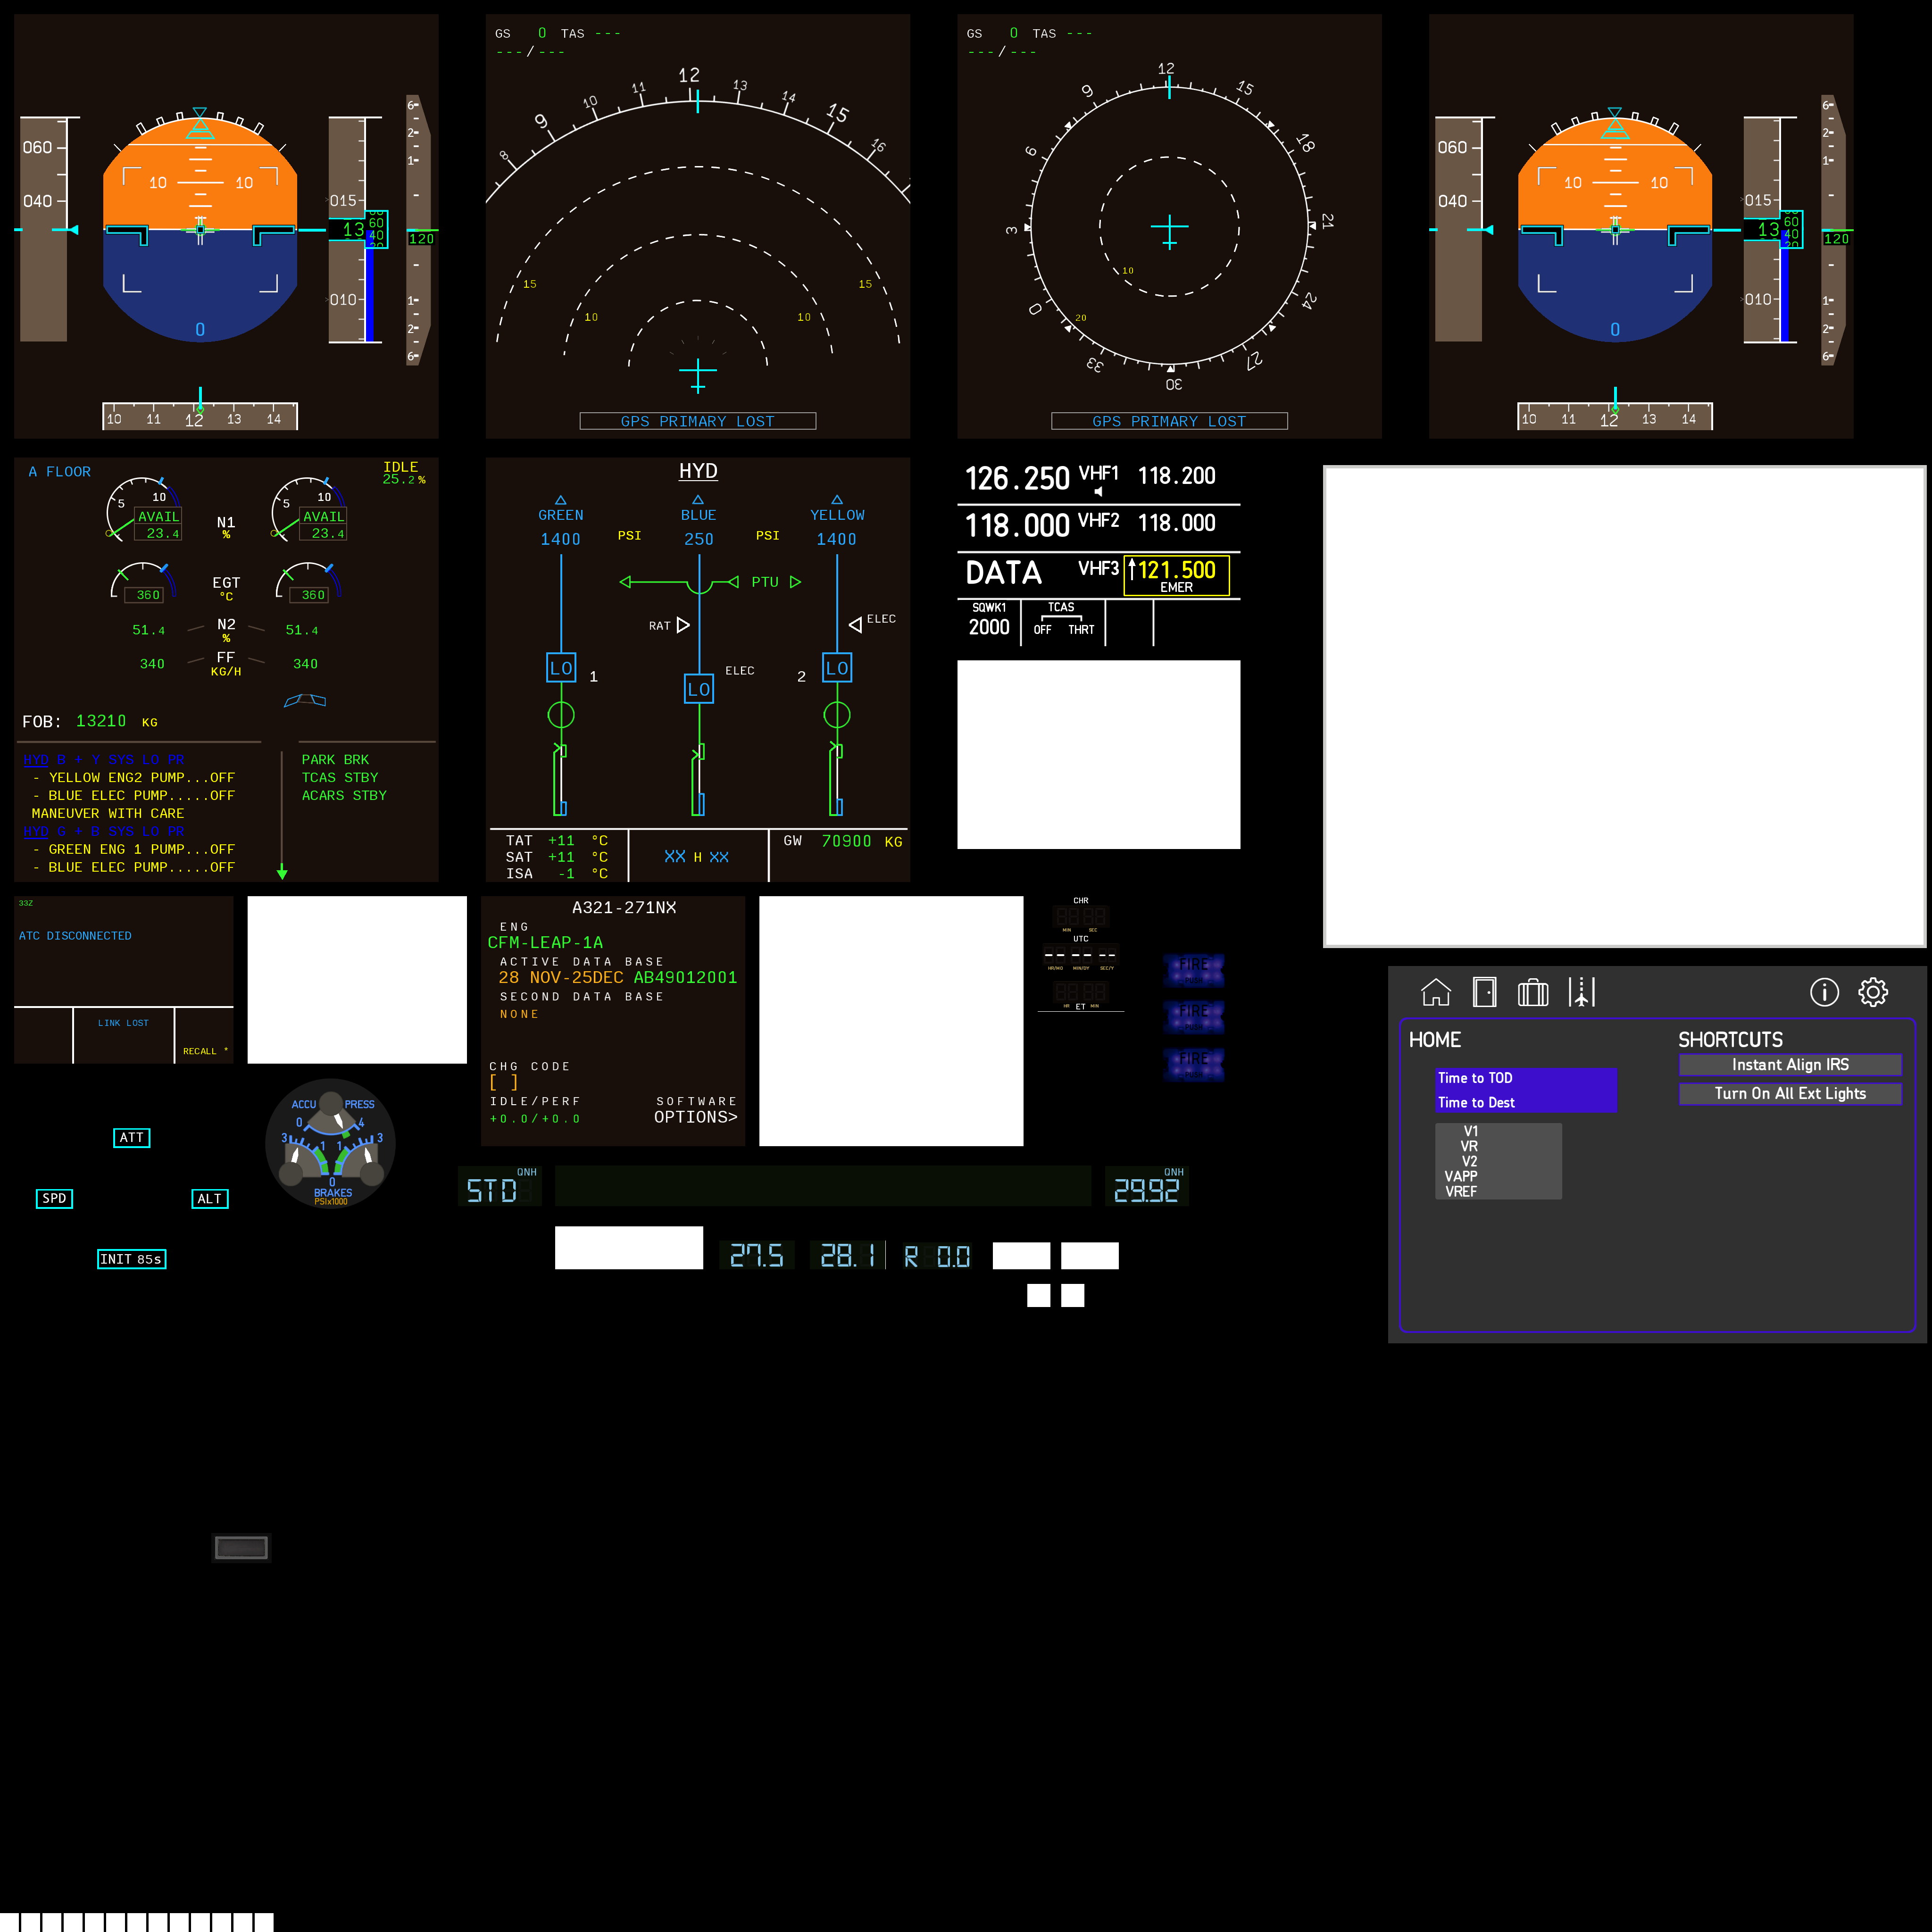 060
040
10 10
015
13
60
40
20
010
6
2
1
1
2
6
120
0
10 11 12 13 14
GS 0 TAS ---
---/---
8 9 10 11 12 13 14 15 16
15 15
10 10
GPS PRIMARY LOST
GS 0 TAS ---
---/---
12 15 18 21 24 27 30 33 0 3 6 9
10
20
GPS PRIMARY LOST
060
040
10 10
015
13
60
40
20
010
6
2
1
1
2
6
120
0
10 11 12 13 14
A FLOOR
IDLE
25.2 %
5 10
AVAIL
23.4
N1
%
5 10
AVAIL
23.4
360
EGT
°C
360
51.4
N2
%
51.4
340
FF
KG/H
340
FOB: 13210 KG
HYD B + Y SYS LO PR
- YELLOW ENG2 PUMP...OFF
- BLUE ELEC PUMP.....OFF
MANEUVER WITH CARE
HYD G + B SYS LO PR
- GREEN ENG 1 PUMP...OFF
- BLUE ELEC PUMP.....OFF
PARK BRK
TCAS STBY
ACARS STBY
HYD
GREEN BLUE YELLOW
1400 PSI 250 PSI 1400
PTU
RAT
ELEC
LO 1
LO ELEC
2 LO
TAT +11 °C
SAT +11 °C
ISA -1 °C
XX H XX
GW 70900 KG
126.250 VHF1 118.200
118.000 VHF2 118.000
DATA VHF3 121.500
EMER
SQWK1
2000
TCAS
OFF THRT
33Z
ATC DISCONNECTED
LINK LOST
RECALL *
A321-271NX
ENG
CFM-LEAP-1A
ACTIVE DATA BASE
28 NOV-25DEC AB49012001
SECOND DATA BASE
NONE
CHG CODE
[ ]
IDLE/PERF SOFTWARE
+0.0/+0.0 OPTIONS>
CHR
MIN SEC
UTC
-- -- --
HR/MO MIN/DY SEC/Y
HR ET MIN
FIRE
PUSH
FIRE
PUSH
FIRE
PUSH
HOME
Time to TOD
Time to Dest
V1
VR
V2
VAPP
VREF
SHORTCUTS
Instant Align IRS
Turn On All Ext Lights
ATT
SPD
ALT
INIT 85s
ACCU PRESS
0 4
3 1 1 3
0
BRAKES
PSIx1000
QNH
STD
QNH
29.92
27.5
28.1
R 0.0